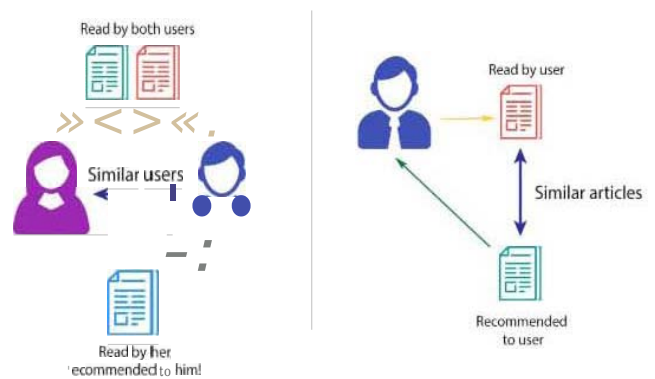 Read by both users
» < > « .
Similar users
– :
Read by her
ecommended to him!
Read by user
Similar articles
Recommended
to user